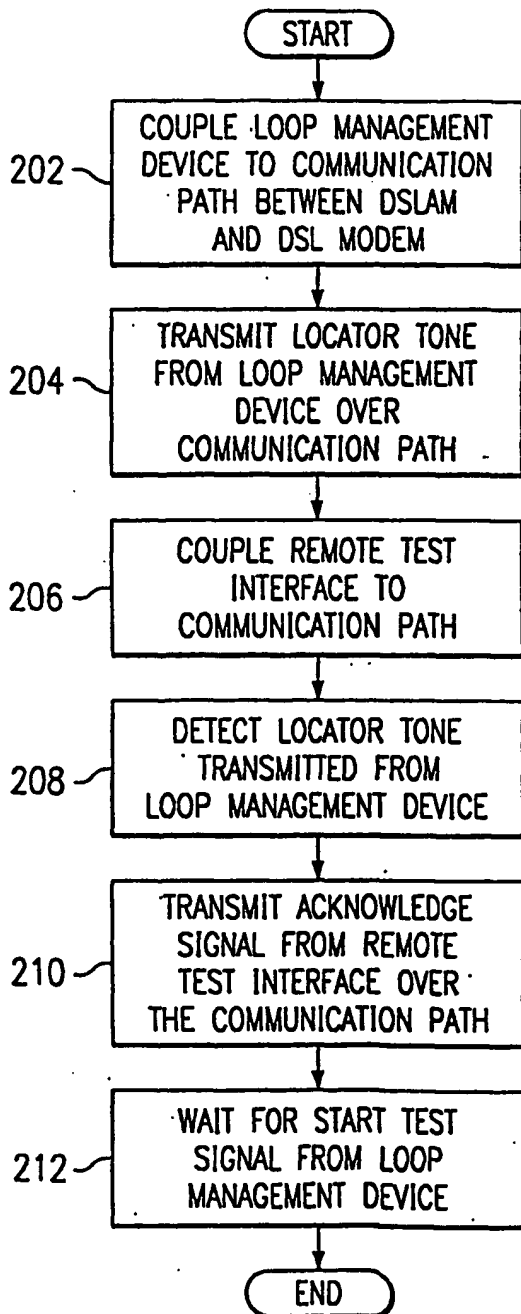 START
202
COUPLE LOOP MANAGEMENT
DEVICE TO COMMUNICATION
PATH BETWEEN DSLAM
AND DSL MODEM
204
TRANSMIT LOCATOR TONE
FROM LOOP MANAGEMENT
DEVICE OVER
COMMUNICATION PATH
206
COUPLE REMOTE TEST
INTERFACE TO
COMMUNICATION PATH
208
DETECT LOCATOR TONE
TRANSMITTED FROM
LOOP MANAGEMENT DEVICE
210
TRANSMIT ACKNOWLEDGE
SIGNAL FROM REMOTE
TEST INTERFACE OVER
THE COMMUNICATION PATH
212
WAIT FOR START TEST
SIGNAL FROM LOOP
MANAGEMENT DEVICE
END